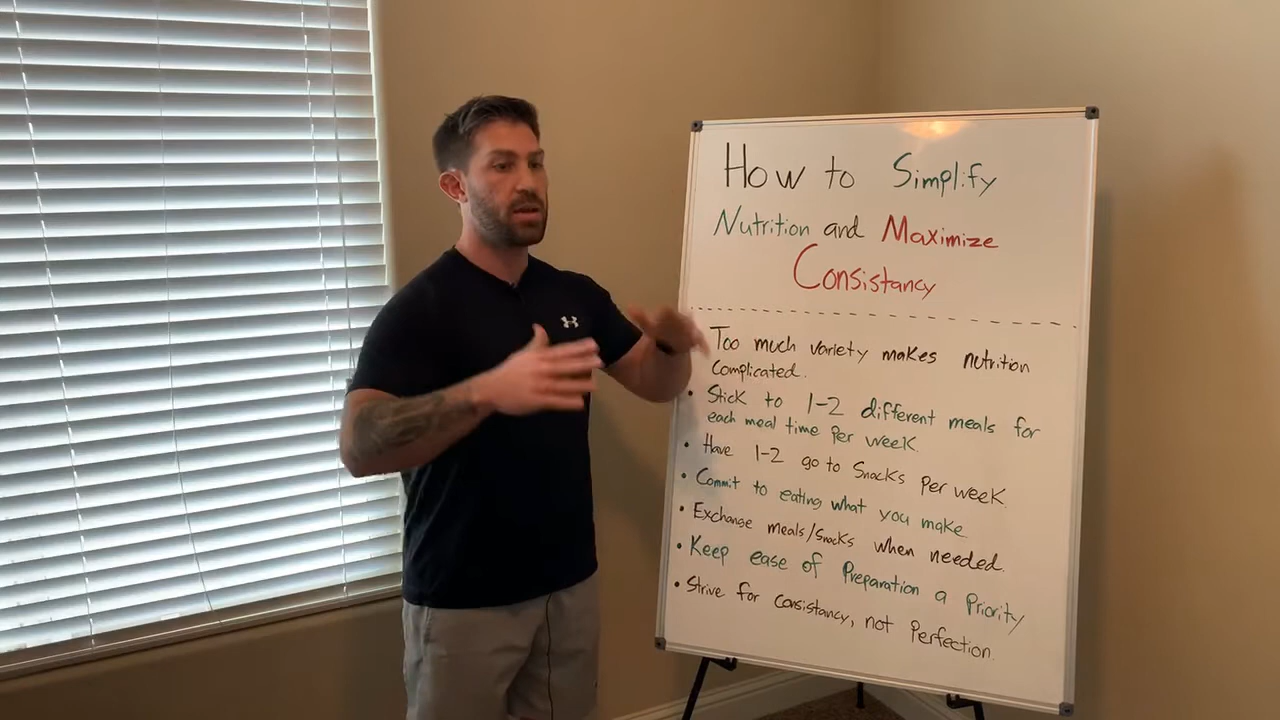 How to Simplify
Nutrition and Maximize
Consistancy
Too much variety makes nutrition
complicated.
• Stick to 1-2 different meals for
each meal time per week.
• Have 1-2 go to snacks per week
• Commit to eating what you make
• Exchange meals/snacks when needed.
• Keep ease of Preparation a Priority
• Strive for consistancy, not Perfection.